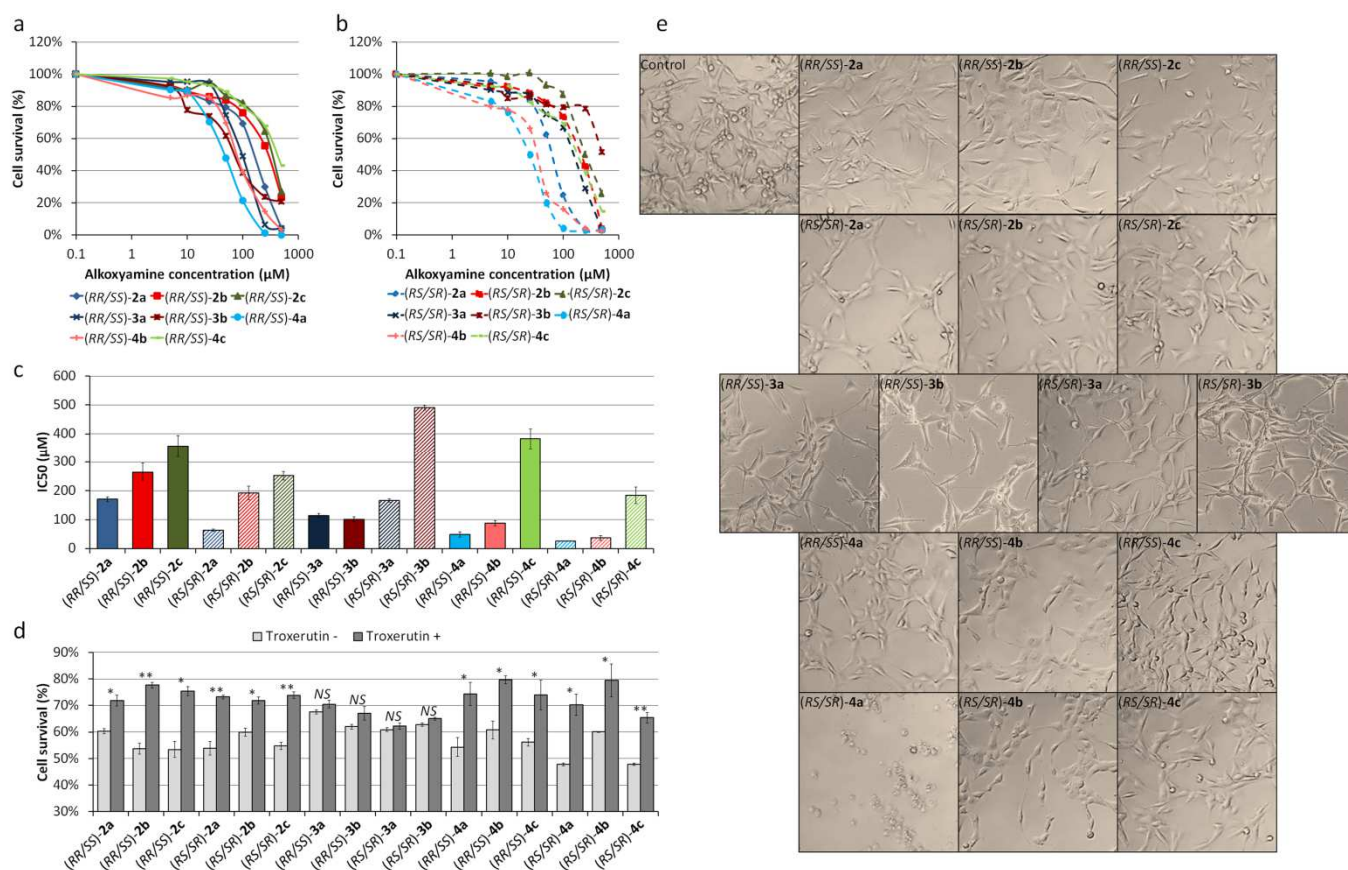 a
120%
100%
80%
60%
40%
20%
0%
Cell survival (%)
0.1
1
10
100
1000
Alkoxyamine concentration (µM)
(RR/SS)-2a
(RR/SS)-2b
(RR/SS)-2c
(RR/SS)-3a
(RR/SS)-3b
(RR/SS)-4a
(RR/SS)-4b
(RR/SS)-4c
b
120%
100%
80%
60%
40%
20%
0%
Cell survival (%)
0.1
1
10
100
1000
Alkoxyamine concentration (µM)
(RS/SR)-2a
(RS/SR)-2b
(RS/SR)-2c
(RS/SR)-3a
(RS/SR)-3b
(RS/SR)-4a
(RS/SR)-4b
(RS/SR)-4c
c
600
500
400
300
200
100
0
IC50 (µM)
(RR/SS)-2a
(RR/SS)-2b
(RR/SS)-2c
(RS/SR)-2a
(RS/SR)-2b
(RS/SR)-2c
(RR/SS)-3a
(RR/SS)-3b
(RS/SR)-3a
(RS/SR)-3b
(RR/SS)-4a
(RR/SS)-4b
(RR/SS)-4c
(RS/SR)-4a
(RS/SR)-4b
(RS/SR)-4c
d
Troxerutin -
Troxerutin +
90%
80%
70%
60%
50%
40%
30%
Cell survival (%)
*
**
*
**
*
**
NS
NS
NS
NS
*
*
*
*
*
**
(RR/SS)-2a
(RR/SS)-2b
(RR/SS)-2c
(RS/SR)-2a
(RS/SR)-2b
(RS/SR)-2c
(RR/SS)-3a
(RR/SS)-3b
(RS/SR)-3a
(RS/SR)-3b
(RR/SS)-4a
(RR/SS)-4b
(RR/SS)-4c
(RS/SR)-4a
(RS/SR)-4b
(RS/SR)-4c
e
Control
(RR/SS)-2a
(RR/SS)-2b
(RR/SS)-2c
(RS/SR)-2a
(RS/SR)-2b
(RS/SR)-2c
(RR/SS)-3a
(RR/SS)-3b
(RS/SR)-3a
(RS/SR)-3b
(RR/SS)-4a
(RR/SS)-4b
(RR/SS)-4c
(RS/SR)-4a
(RS/SR)-4b
(RS/SR)-4c